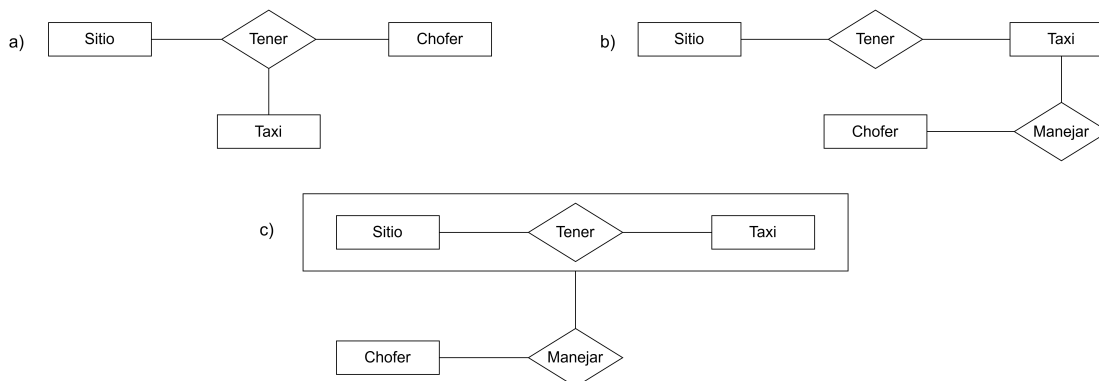 a) Sitio Tener Chofer
Taxi
b) Sitio Tener Taxi
Chofer Manejar
c) Sitio Tener Taxi
Chofer Manejar